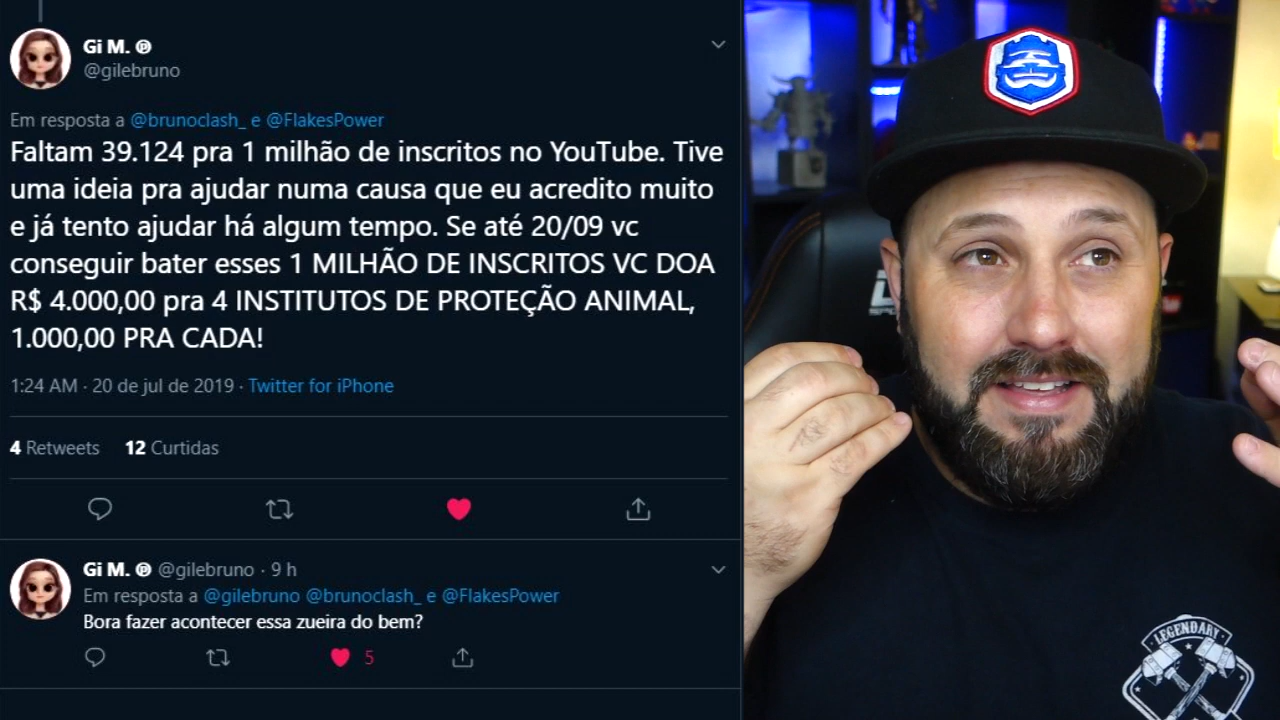 Gi M. ℗
@gilebruno
Em resposta a @brunoclash_ e @FlakesPower
Faltam 39.124 pra 1 milhão de inscritos no YouTube. Tive
uma ideia pra ajudar numa causa que eu acredito muito
e já tento ajudar há algum tempo. Se até 20/09 vc
conseguir bater esses 1 MILHÃO DE INSCRITOS VC DOA
R$ 4.000,00 pra 4 INSTITUTOS DE PROTEÇÃO ANIMAL,
1.000,00 PRA CADA!
1:24 AM · 20 de jul de 2019 · Twitter for iPhone
4 Retweets 12 Curtidas
Gi M. ℗ @gilebruno · 9 h
Em resposta a @gilebruno @brunoclash_ e @FlakesPower
Bora fazer acontecer essa zueira do bem?
5
LEGENDARY